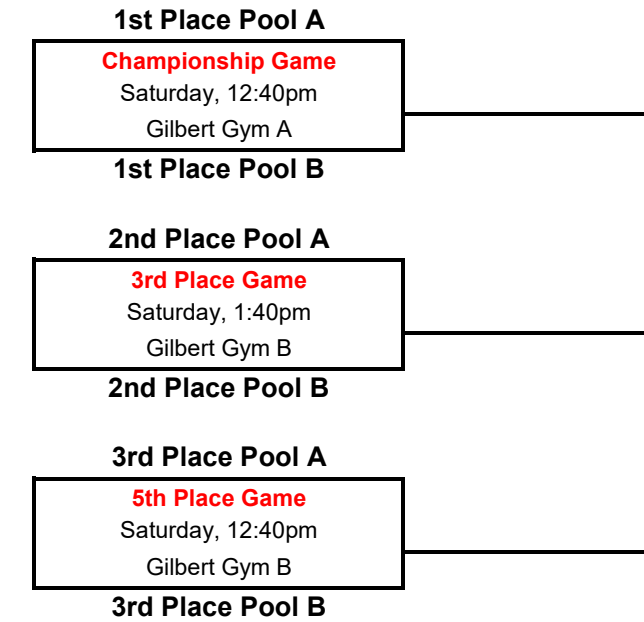 1st Place Pool A
Championship Game
Saturday, 12:40pm
Gilbert Gym A
1st Place Pool B
2nd Place Pool A
3rd Place Game
Saturday, 1:40pm
Gilbert Gym B
2nd Place Pool B
3rd Place Pool A
5th Place Game
Saturday, 12:40pm
Gilbert Gym B
3rd Place Pool B